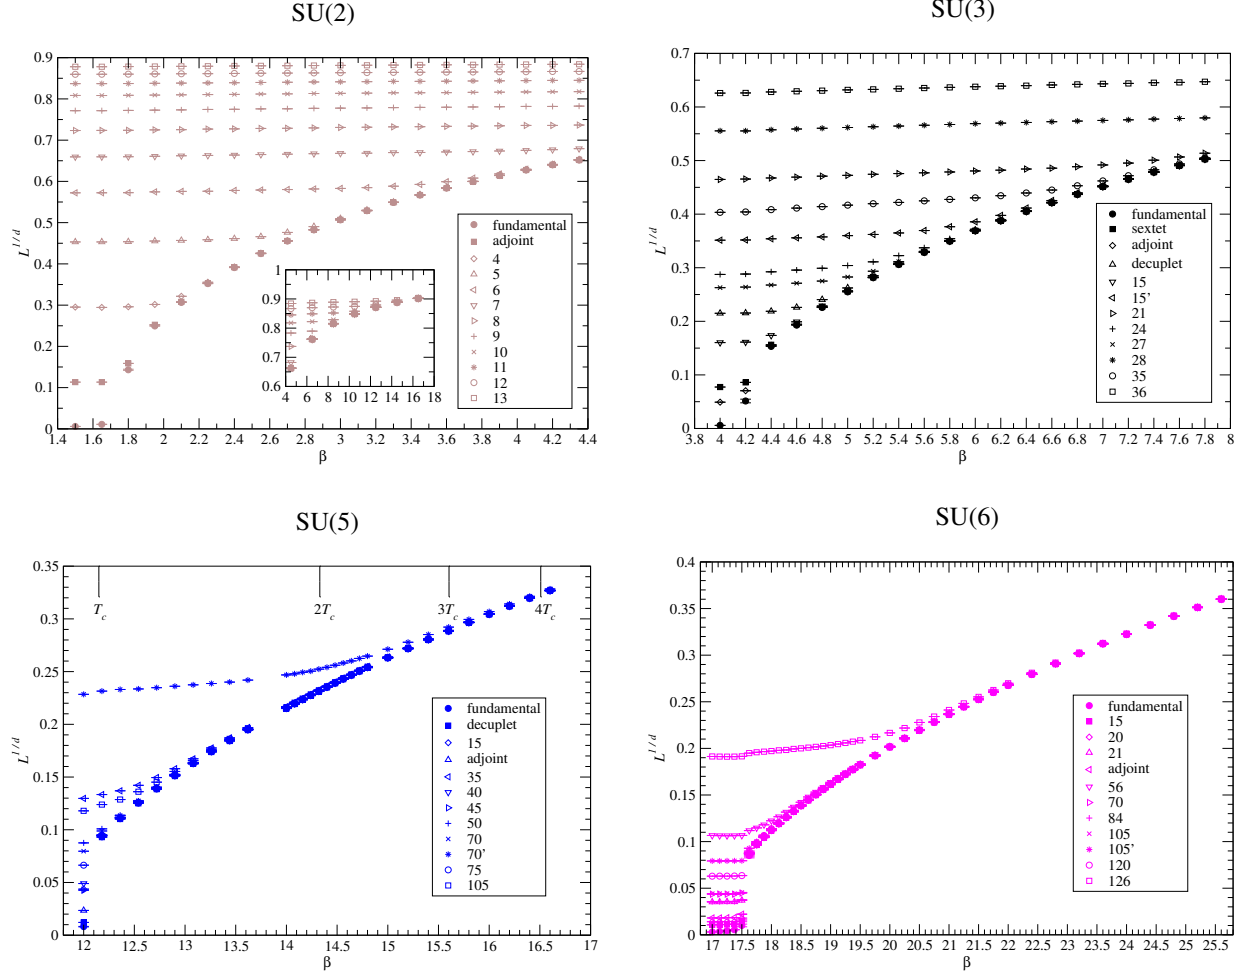 SU(2)
0.9
0.8
0.7
0.6
0.5
0.4
0.3
0.2
0.1
0
L^{1/d}
1.4 1.6 1.8 2 2.2 2.4 2.6 2.8 3 3.2 3.4 3.6 3.8 4 4.2 4.4
β
fundamental
adjoint
4
5
6
7
8
9
10
11
12
13
1
0.9
0.8
0.7
0.6
4 6 8 10 12 14 16 18
SU(3)
0.7
0.6
0.5
0.4
0.3
0.2
0.1
0
L^{1/d}
3.8 4 4.2 4.4 4.6 4.8 5 5.2 5.4 5.6 5.8 6 6.2 6.4 6.6 6.8 7 7.2 7.4 7.6 7.8 8
β
fundamental
sextet
adjoint
decuplet
15
15'
21
24
27
28
35
36
SU(5)
0.35
0.3
0.25
0.2
0.15
0.1
0.05
0
L^{1/d}
T_c 2T_c 3T_c 4T_c
12 12.5 13 13.5 14 14.5 15 15.5 16 16.5 17
β
fundamental
decuplet
15
adjoint
35
40
45
50
70
70'
75
105
SU(6)
0.4
0.35
0.3
0.25
0.2
0.15
0.1
0.05
0
L^{1/d}
17 17.5 18 18.5 19 19.5 20 20.5 21 21.5 22 22.5 23 23.5 24 24.5 25 25.5
β
fundamental
15
20
21
adjoint
56
70
84
105
105'
120
126